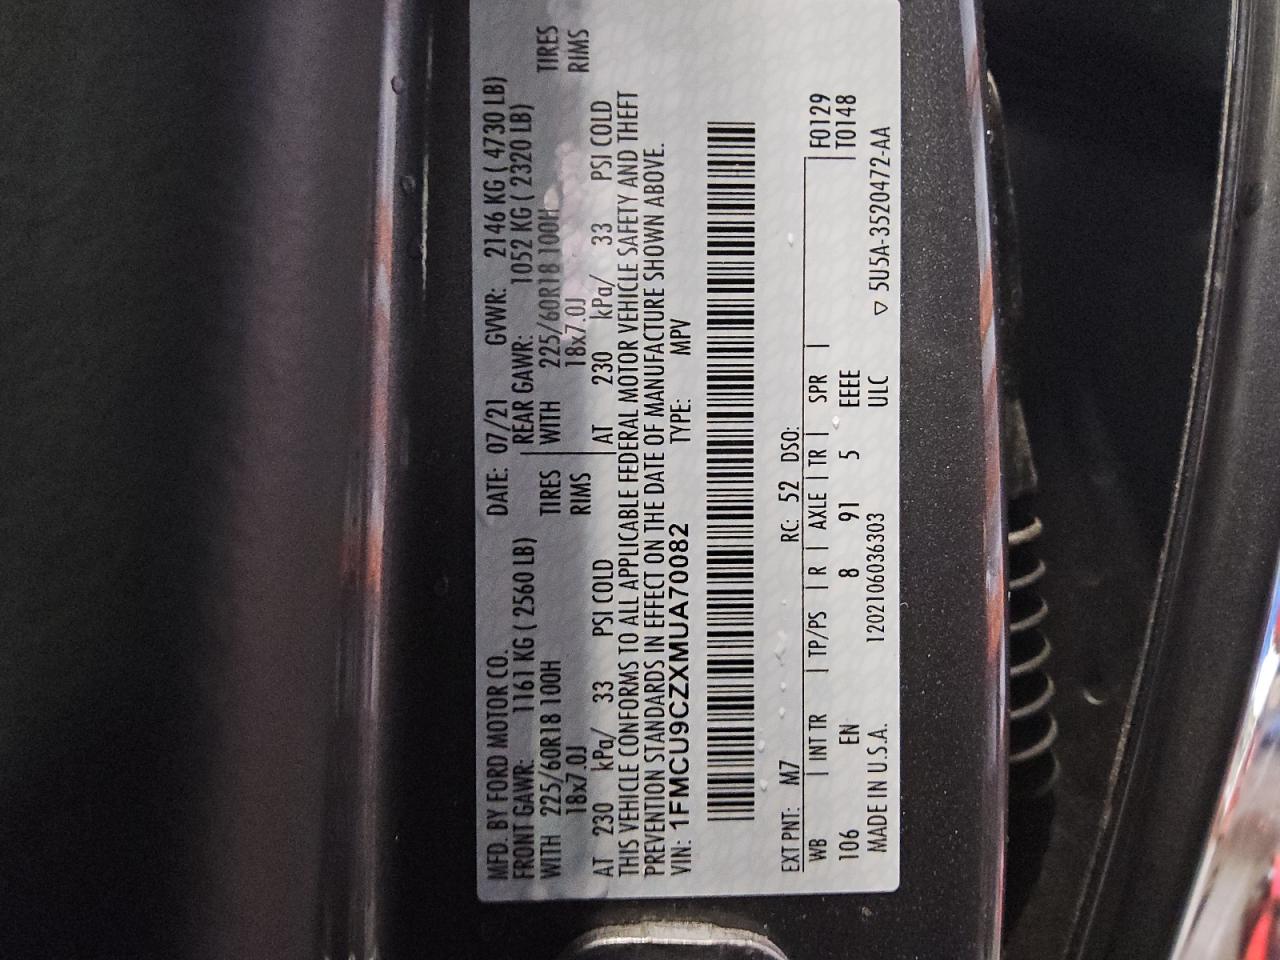 MFD. BY FORD MOTOR CO. DATE: 07/21 GVWR: 2146 KG ( 4730 LB)
FRONT GAWR: 1161 KG ( 2560 LB) REAR GAWR: 1052 KG ( 2320 LB)
WITH 225/60R18 100H TIRES WITH 225/60R18 100H TIRES
18x7.0J RIMS 18x7.0J RIMS
AT 230 kPa/ 33 PSI COLD AT 230 kPa/ 33 PSI COLD
THIS VEHICLE CONFORMS TO ALL APPLICABLE FEDERAL MOTOR VEHICLE SAFETY AND THEFT
PREVENTION STANDARDS IN EFFECT ON THE DATE OF MANUFACTURE SHOWN ABOVE.
VIN: 1FMCU9CZXMUA70082 TYPE: MPV
EXT PNT: M7 RC: 52 DSO:
WB | INT TR | TP/PS | R | AXLE | TR | SPR | F0129
106 EN 8 91 5 EEEE T0148
MADE IN U.S.A. 120210603630​3 ULC ▽ 5U5A-3520472-AA